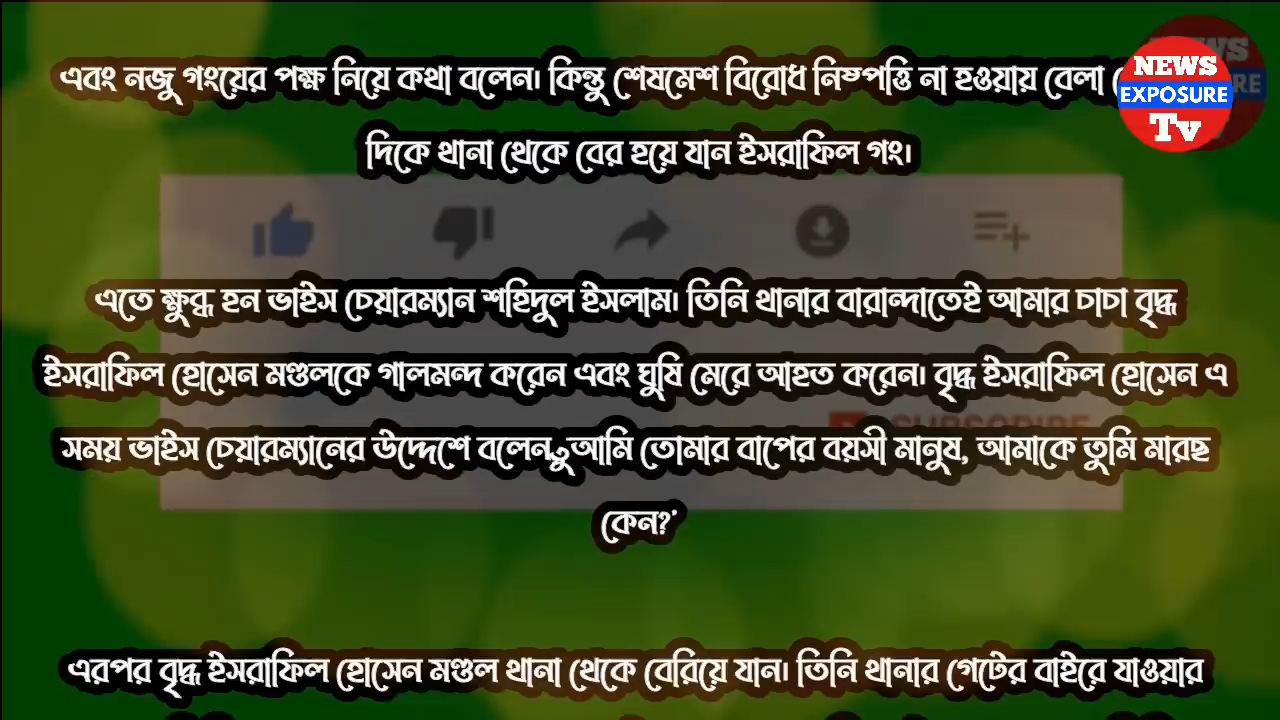 এবং নজু গংয়ের পক্ষ নিয়ে কথা বলেন। কিন্তু শেষমেশ বিরোধ নিষ্পত্তি না হওয়ায় বেলা
দিকে থানা থেকে বের হয়ে যান ইসরাফিল গং।
NEWS
EXPOSURE
Tv
এতে ক্ষুব্ধ হন ভাইস চেয়ারম্যান শহিদুল ইসলাম। তিনি থানার বারান্দাতেই আমার চাচা বৃদ্ধ
ইসরাফিল হোসেন মণ্ডলকে গালমন্দ করেন এবং ঘুষি মেরে আহত করেন। বৃদ্ধ ইসরাফিল হোসেন এ
সময় ভাইস চেয়ারম্যানের উদ্দেশে বলেন, আমি তোমার বাপের বয়সী মানুষ, আমাকে তুমি মারছ
কেন?’
SUBSCRIBE
এরপর বৃদ্ধ ইসরাফিল হোসেন মণ্ডল থানা থেকে বেরিয়ে যান। তিনি থানার গেটের বাইরে যাওয়ার